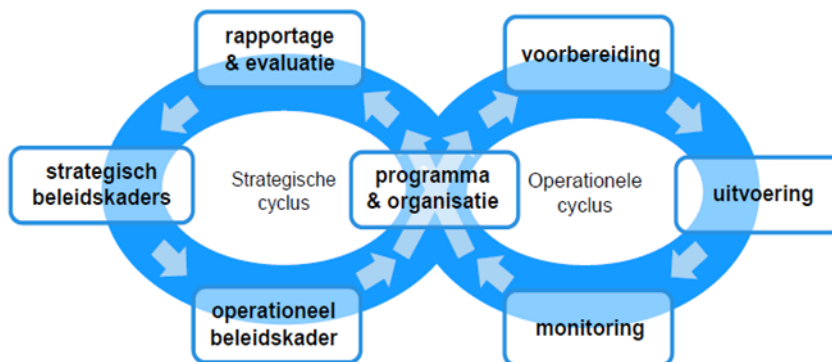 rapportage
& evaluatie
voorbereiding
strategisch
beleidskaders
Strategische
cyclus
programma
& organisatie
Operationele
cyclus
uitvoering
operationeel
beleidskader
monitoring